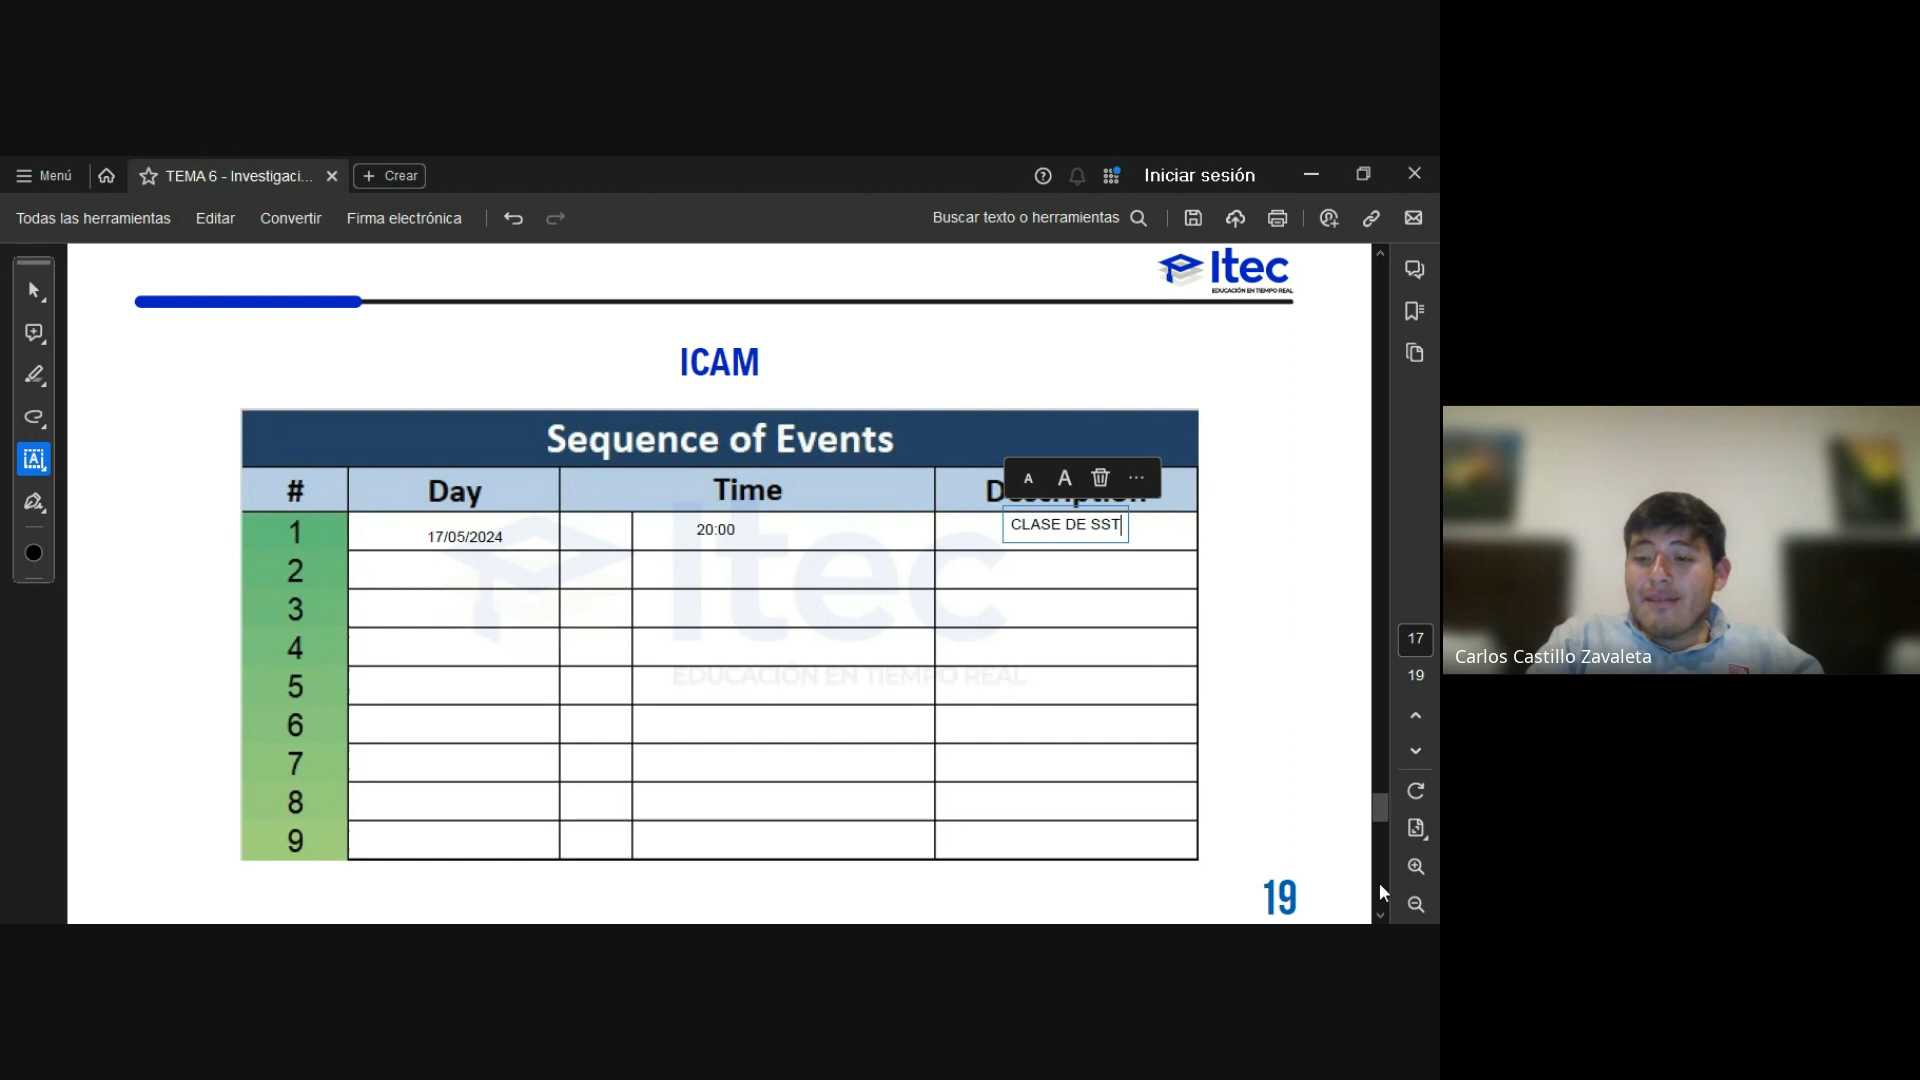 Menú
TEMA 6 - Investigaci...
Crear
Iniciar sesión
Todas las herramientas
Editar
Convertir
Firma electrónica
Buscar texto o herramientas
Itec
EDUCACIÓN EN TIEMPO REAL
ICAM
Sequence of Events
# Day Time
1 17/05/2024 20:00 CLASE DE SST
2
3
4
5
6
7
8
9
Itec
EDUCACIÓN EN TIEMPO REAL
19
17
19
Carlos Castillo Zavaleta